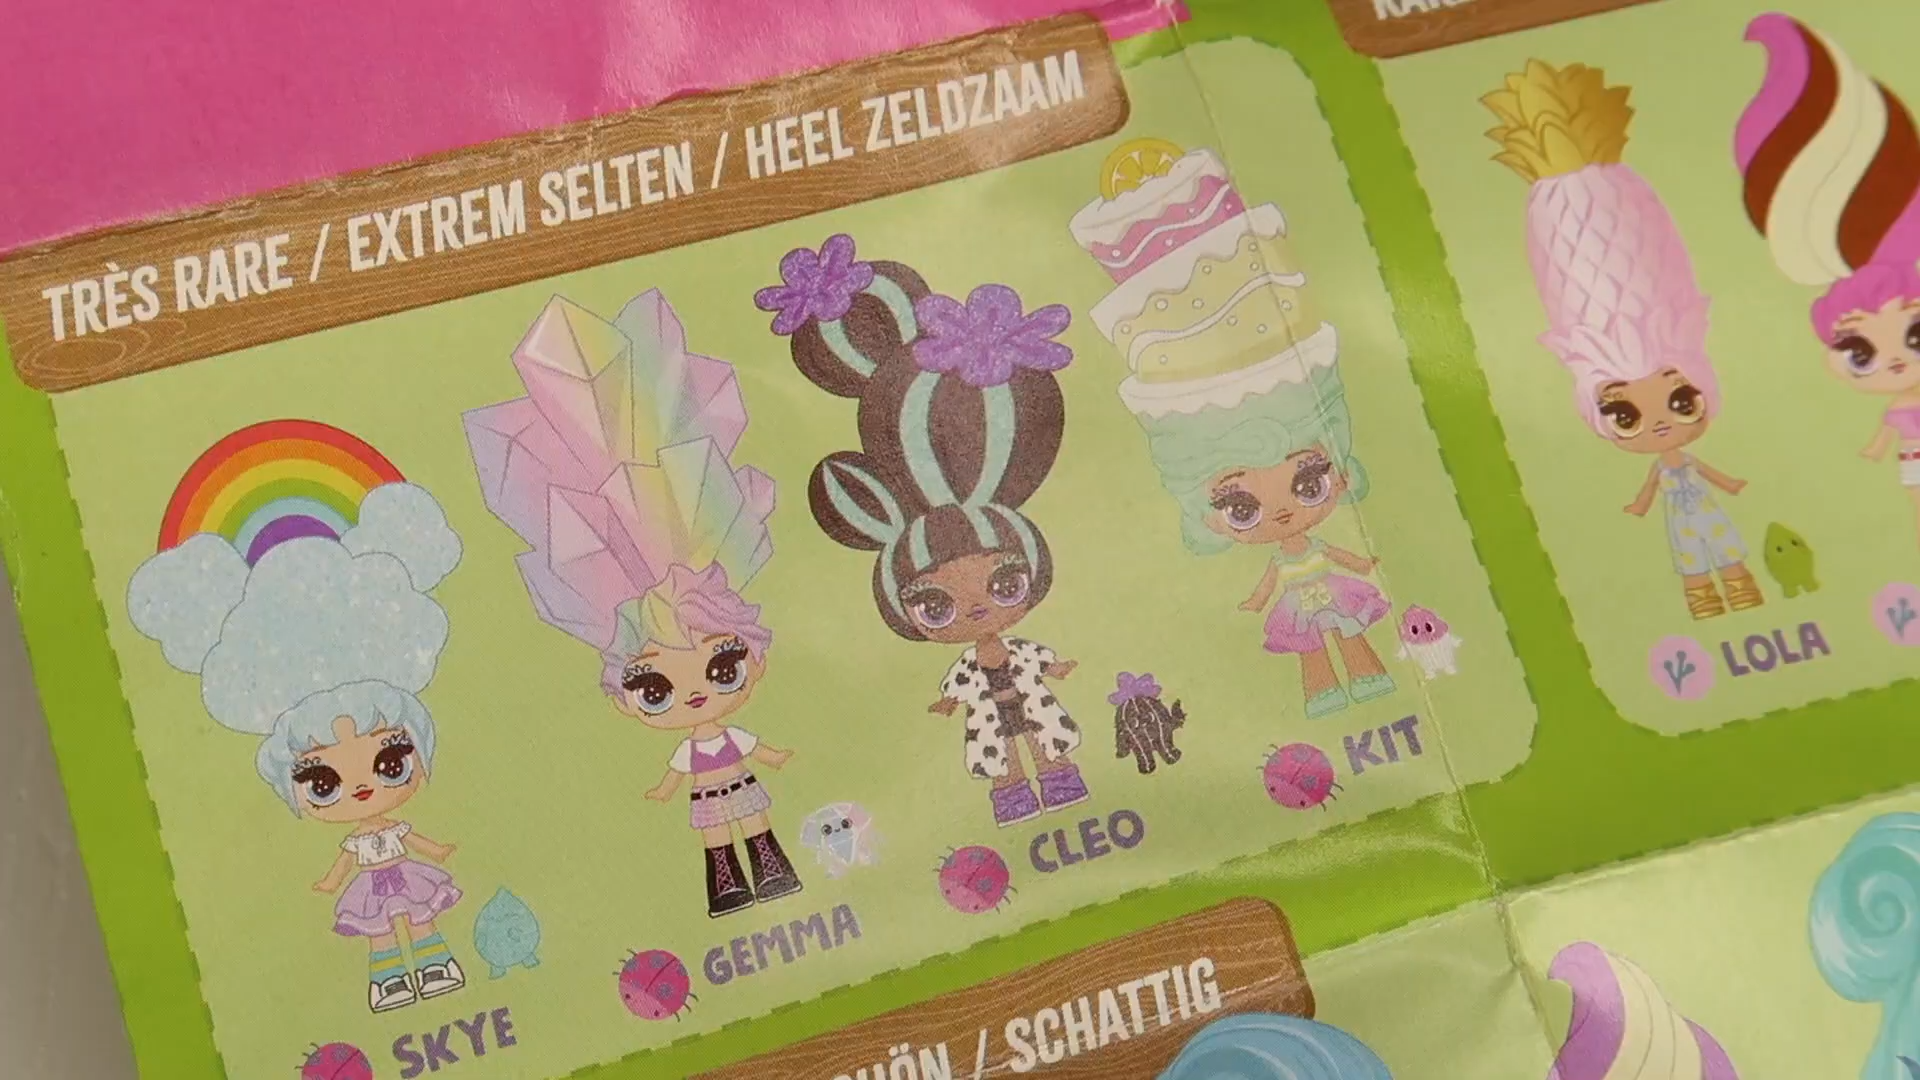 TRÈS RARE / EXTREM SELTEN / HEEL ZELDZAAM
SKYE
GEMMA
CLEO
KIT
LOLA
/ SCHATTIG